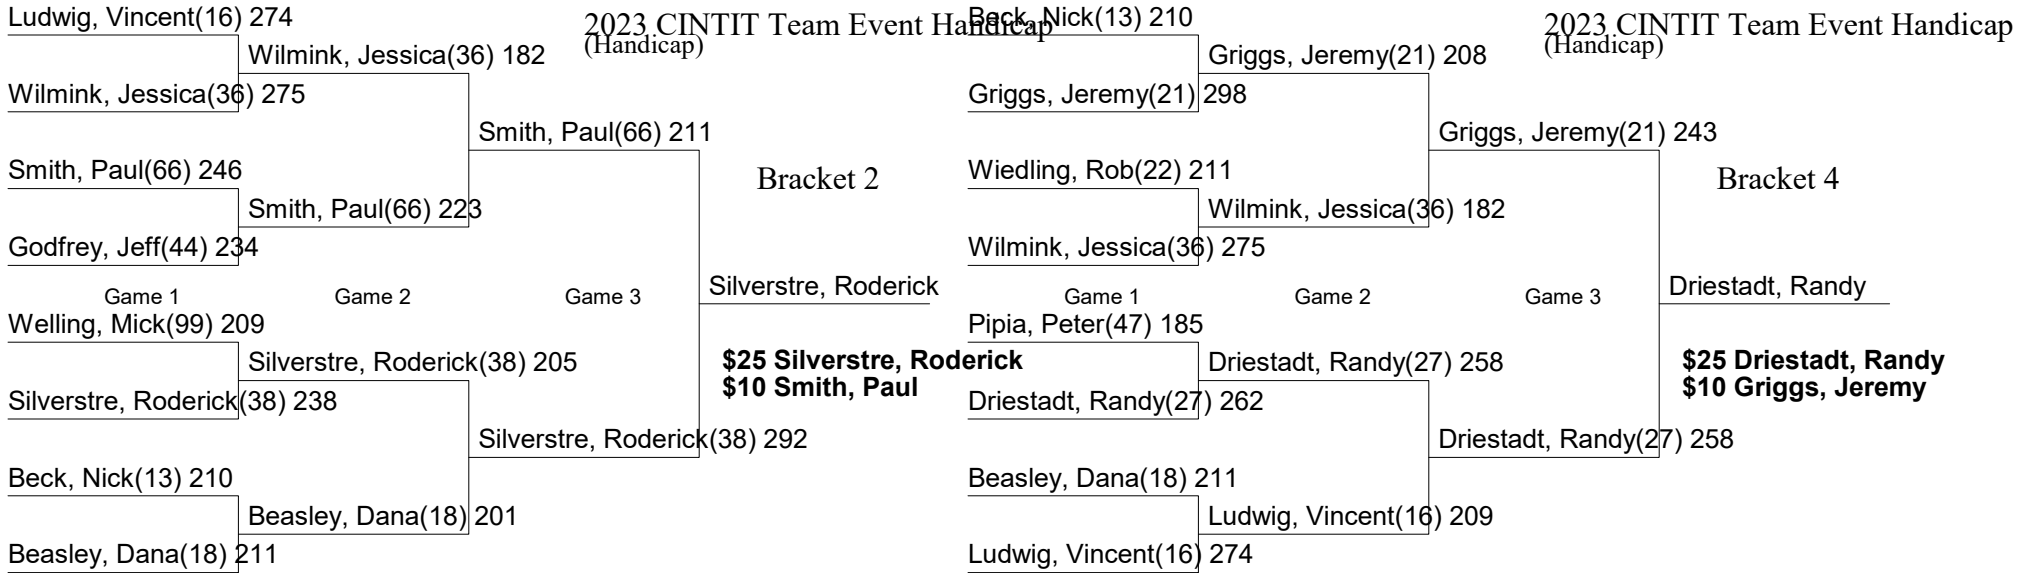 Ludwig, Vincent(16) 274
2023 CINTIT Team Event Handicap
(Handicap)
Wilmink, Jessica(36) 182
Wilmink, Jessica(36) 275
Smith, Paul(66) 211
Smith, Paul(66) 246
Bracket 2
Smith, Paul(66) 223
Godfrey, Jeff(44) 234
Silverstre, Roderick
Game 1 Game 2 Game 3
Welling, Mick(99) 209
Silverstre, Roderick(38) 205
$25 Silverstre, Roderick
$10 Smith, Paul
Silverstre, Roderick(38) 238
Silverstre, Roderick(38) 292
Beck, Nick(13) 210
Beasley, Dana(18) 201
Beasley, Dana(18) 211
Beck, Nick(13) 210
2023 CINTIT Team Event Handicap
(Handicap)
Griggs, Jeremy(21) 208
Griggs, Jeremy(21) 298
Griggs, Jeremy(21) 243
Wiedling, Rob(22) 211
Bracket 4
Wilmink, Jessica(36) 182
Wilmink, Jessica(36) 275
Driestadt, Randy
Game 1 Game 2 Game 3
Pipia, Peter(47) 185
Driestadt, Randy(27) 258
$25 Driestadt, Randy
$10 Griggs, Jeremy
Driestadt, Randy(27) 262
Driestadt, Randy(27) 258
Beasley, Dana(18) 211
Ludwig, Vincent(16) 209
Ludwig, Vincent(16) 274